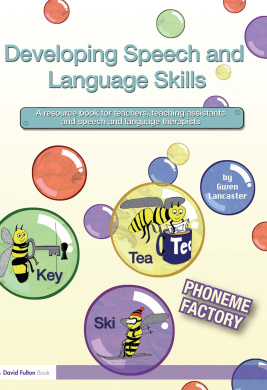 Developing Speech and
Language Skills
A resource book for teachers, teaching assistants
and speech and language therapists
by
Gwen
Lancaster
Key
Tea
Tea
Ski
PHONEME
FACTORY
A David Fulton Book